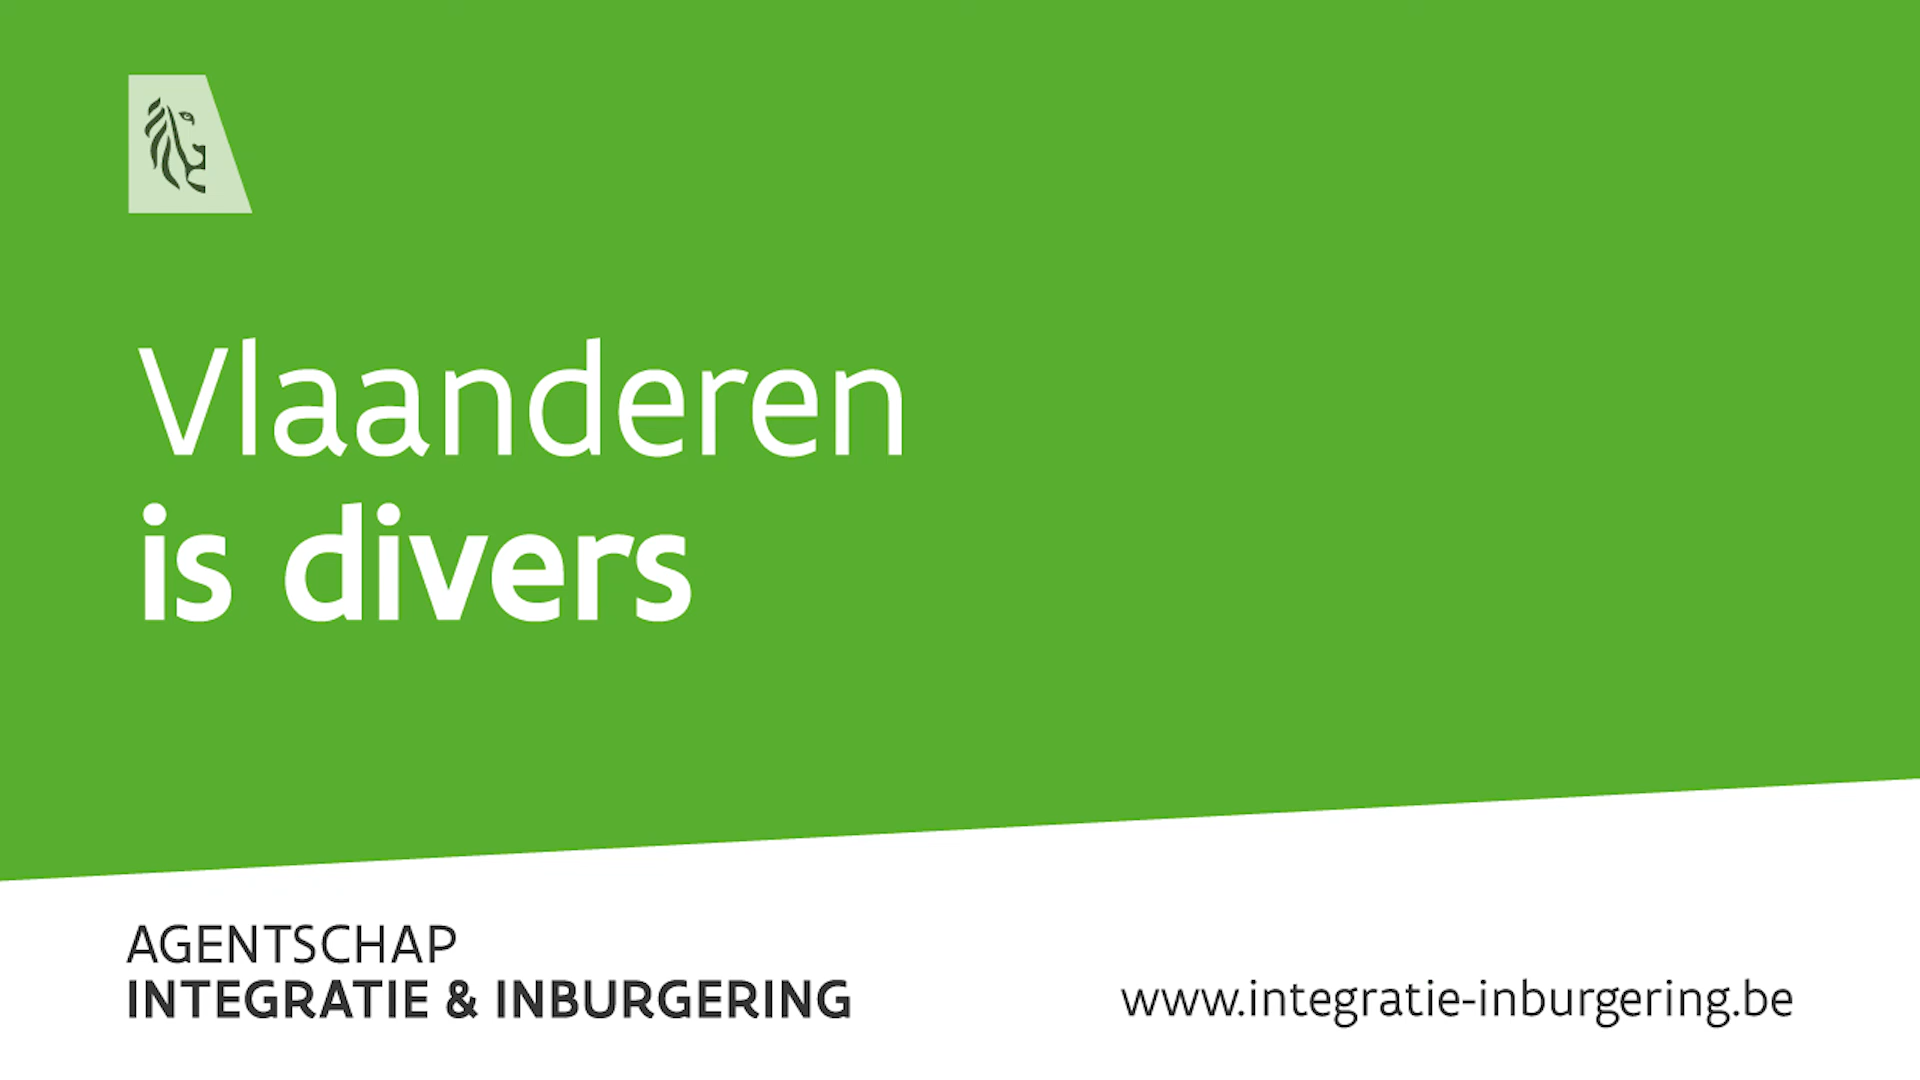 Vlaanderen
is divers
AGENTSCHAP
INTEGRATIE & INBURGERING
www.integratie-inburgering.be